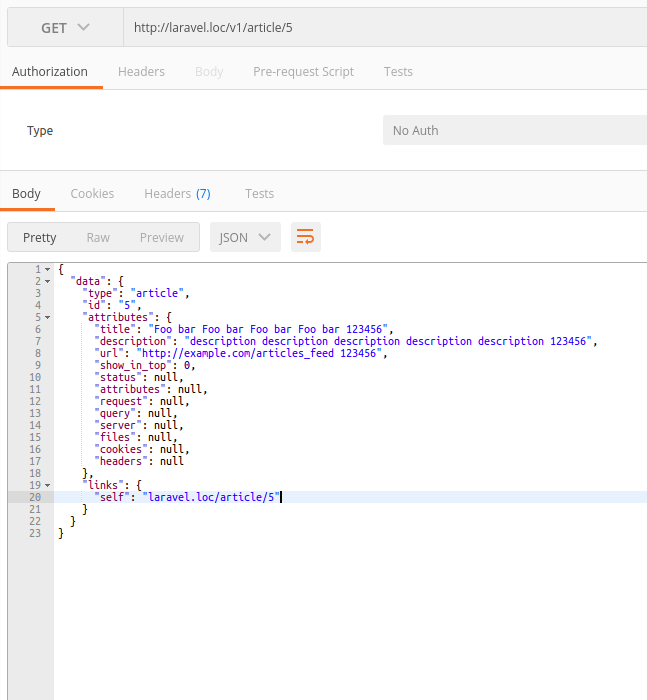 GET http://laravel.loc/v1/article/5
Authorization Headers Body Pre-request Script Tests
Type No Auth
Body Cookies Headers (7) Tests
Pretty Raw Preview JSON
1 {
2 "data": {
3 "type": "article",
4 "id": "5",
5 "attributes": {
6 "title": "Foo bar Foo bar Foo bar Foo bar 123456",
7 "description": "description description description description description 123456",
8 "url": "http://example.com/articles_feed 123456",
9 "show_in_top": 0,
10 "status": null,
11 "attributes": null,
12 "request": null,
13 "query": null,
14 "server": null,
15 "files": null,
16 "cookies": null,
17 "headers": null
18 },
19 "links": {
20 "self": "laravel.loc/article/5"
21 }
22 }
23 }